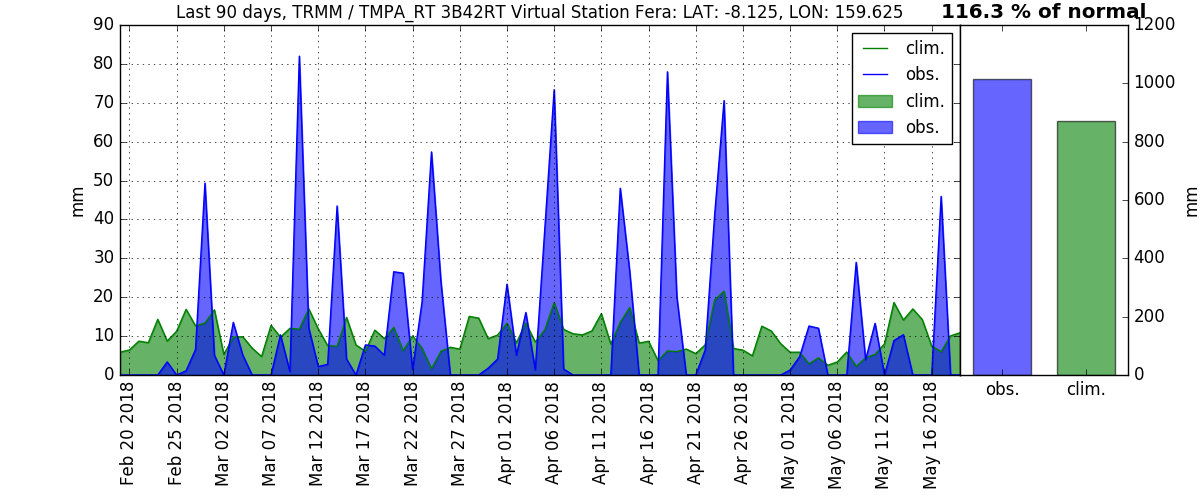 Last 90 days, TRMM / TMPA_RT 3B42RT Virtual Station Fera: LAT: -8.125, LON: 159.625
116.3 % of normal
90
80
70
60
50
40
30
20
10
0
mm
clim.
obs.
clim.
obs.
Feb 20 2018
Feb 25 2018
Mar 02 2018
Mar 07 2018
Mar 12 2018
Mar 17 2018
Mar 22 2018
Mar 27 2018
Apr 01 2018
Apr 06 2018
Apr 11 2018
Apr 16 2018
Apr 21 2018
Apr 26 2018
May 01 2018
May 06 2018
May 11 2018
May 16 2018
1200
1000
800
600
400
200
0
mm
obs.
clim.